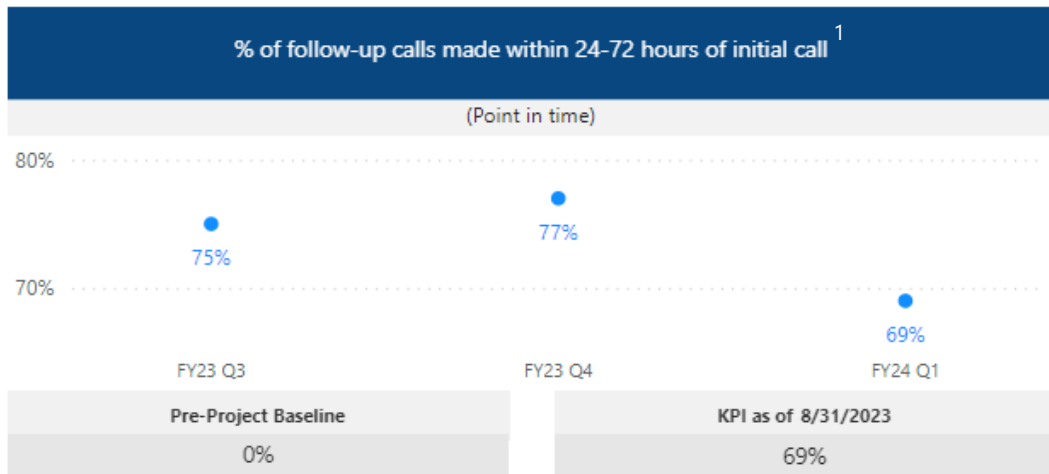 % of follow-up calls made within 24-72 hours of initial call 1
(Point in time)
80%
77%
75%
70%
69%
FY23 Q3 FY23 Q4 FY24 Q1
Pre-Project Baseline KPI as of 8/31/2023
0% 69%